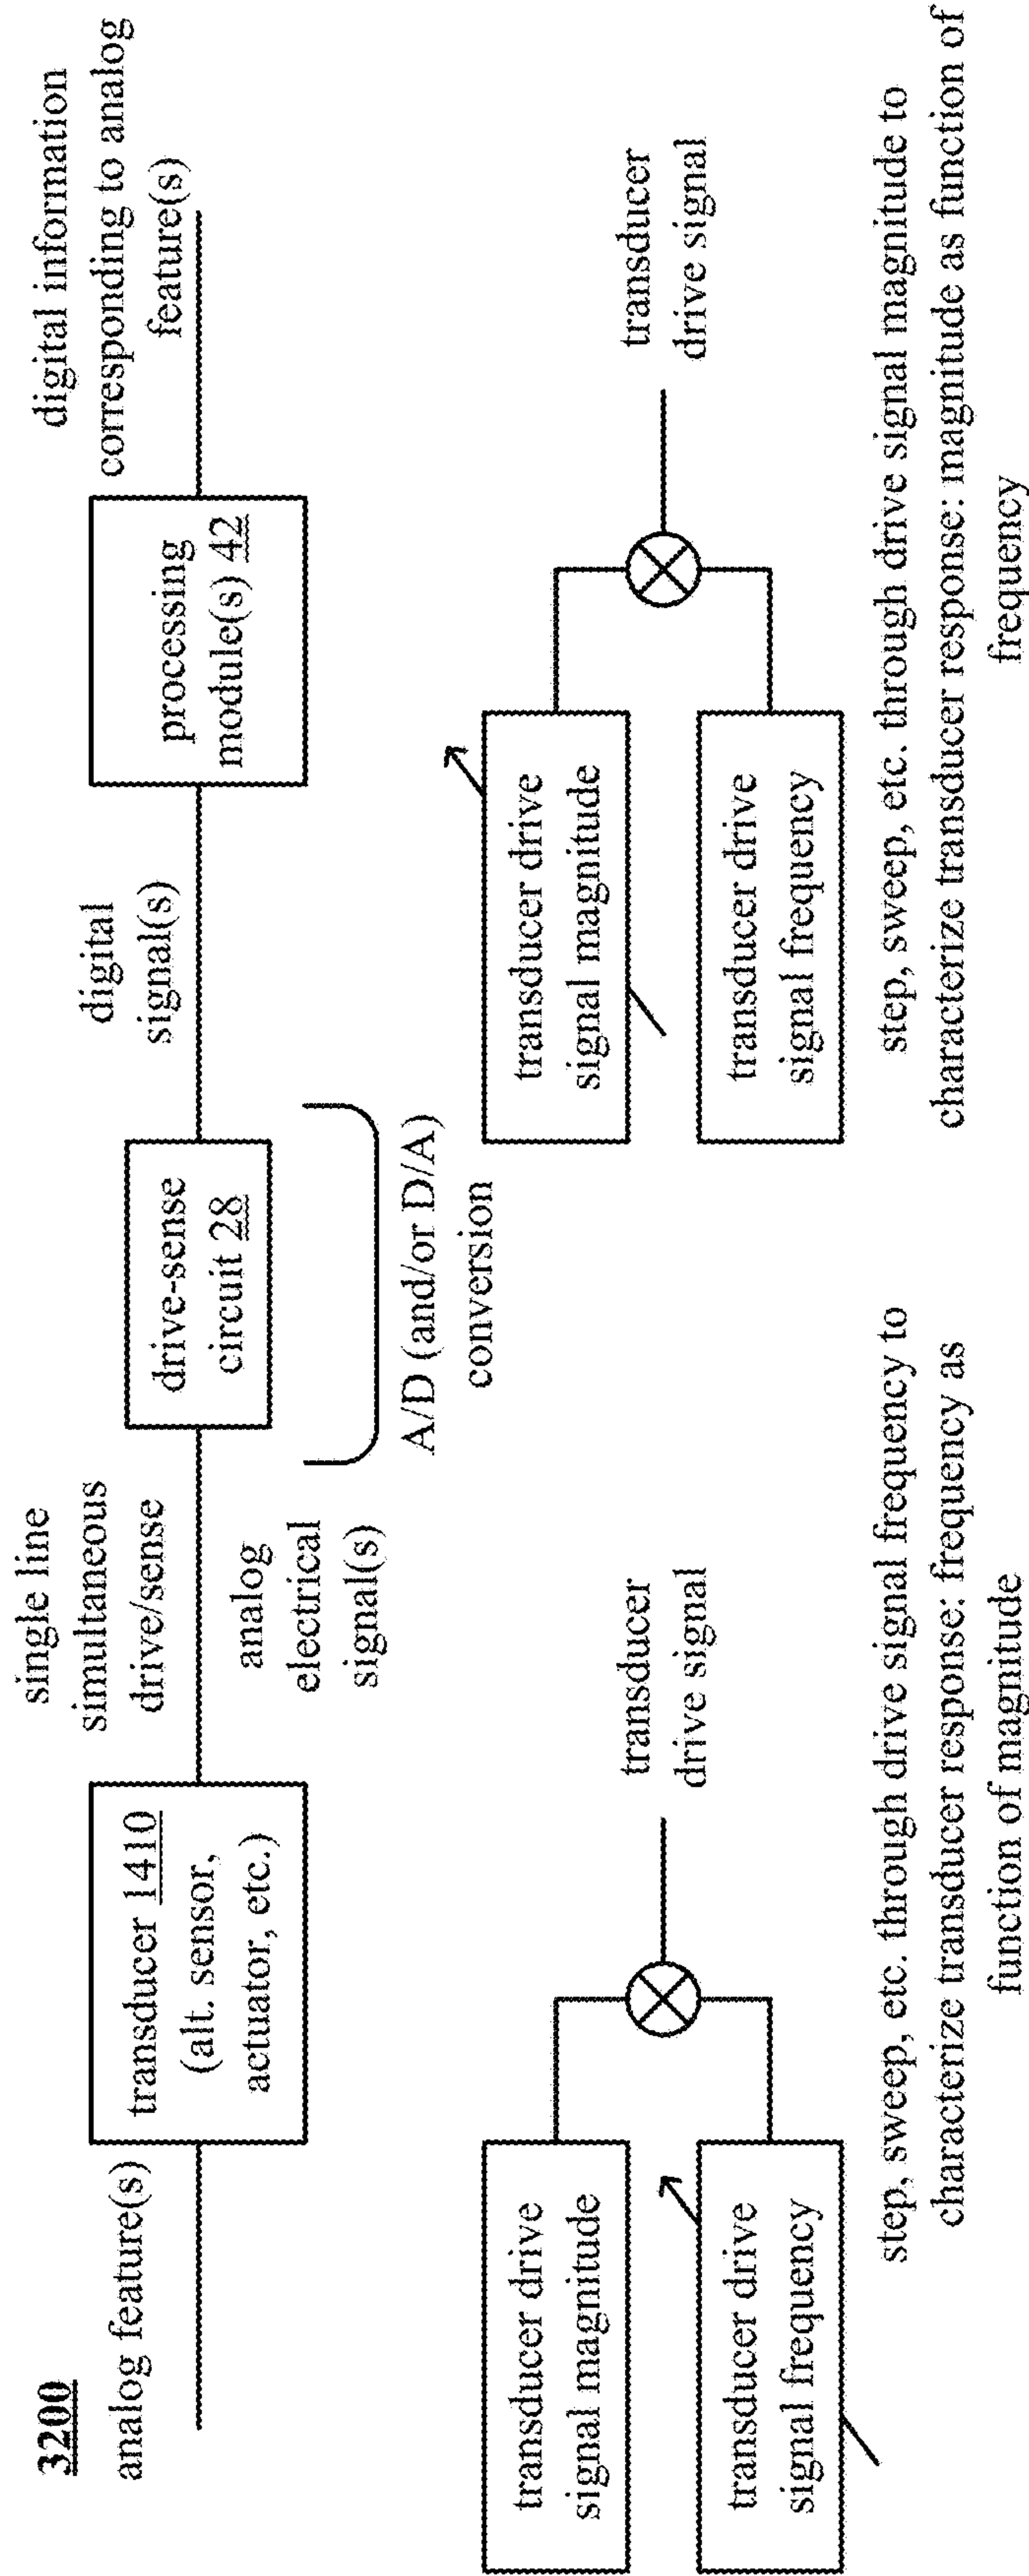 3200
analog feature(s)
transducer 1410
(alt. sensor,
actuator, etc.)
single line
simultaneous
drive/sense
analog
electrical
signal(s)
drive-sense
circuit 28
A/D (and/or D/A)
conversion
digital
signal(s)
processing
module(s) 42
digital information
corresponding to analog
feature(s)
transducer drive
signal magnitude
transducer drive
signal frequency
transducer
drive signal
step, sweep, etc. through drive signal frequency to
characterize transducer response: frequency as
function of magnitude
transducer drive
signal magnitude
transducer drive
signal frequency
transducer
drive signal
step, sweep, etc. through drive signal magnitude to
characterize transducer response: magnitude as function of
frequency